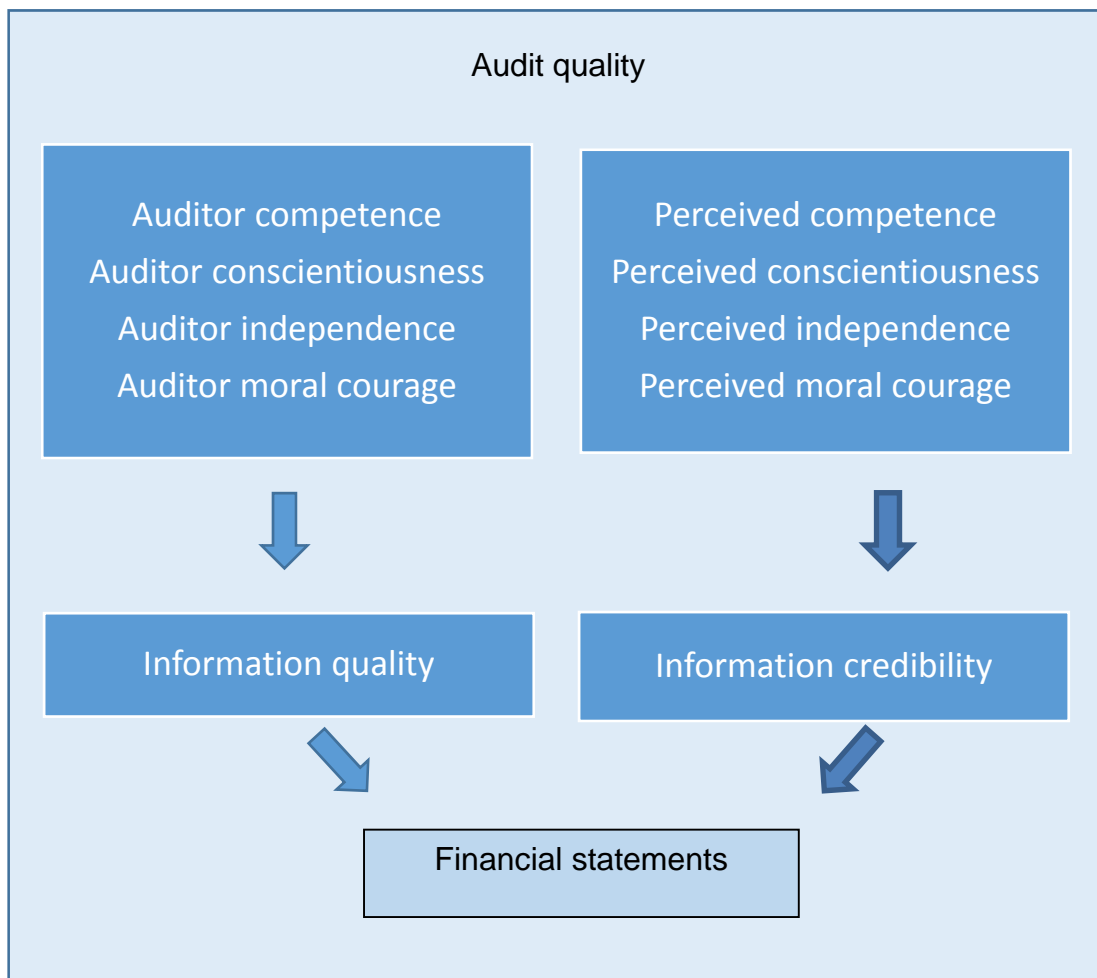 Audit quality
Auditor competence
Auditor conscientiousness
Auditor independence
Auditor moral courage
Perceived competence
Perceived conscientiousness
Perceived independence
Perceived moral courage
Information quality
Information credibility
Financial statements